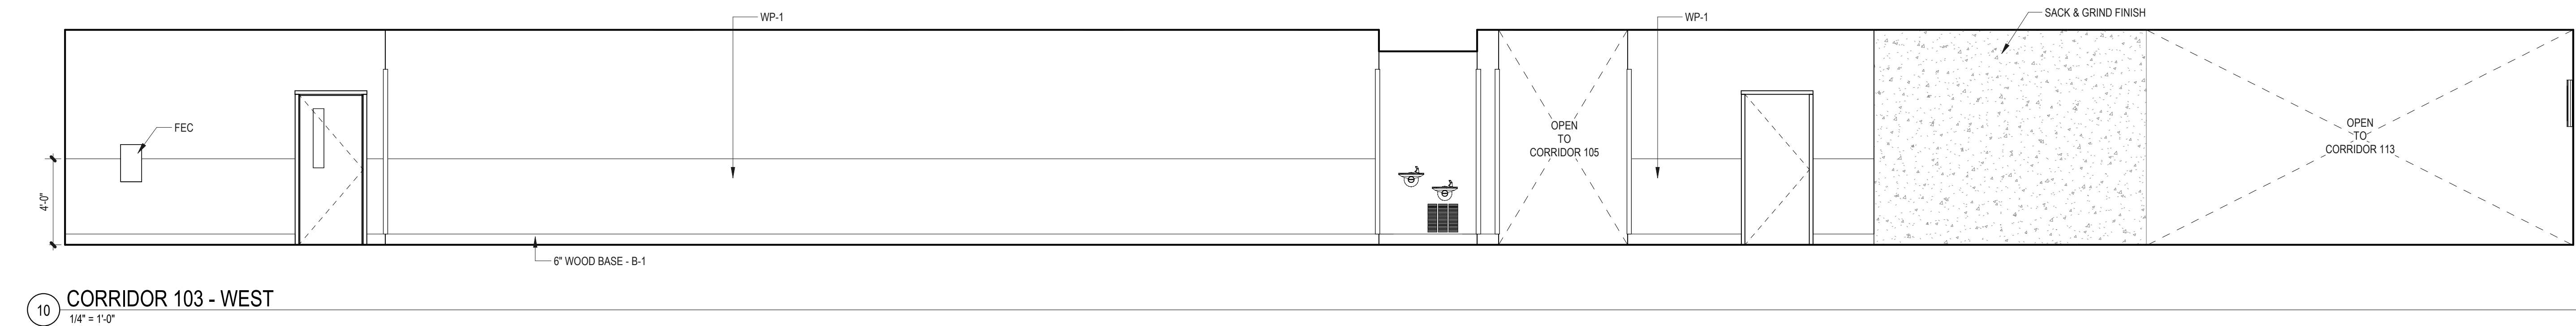 WP-1
WP-1
SACK & GRIND FINISH
FEC
OPEN
TO
CORRIDOR 105
OPEN
TO
CORRIDOR 113
4'-0"
6" WOOD BASE - B-1
10
CORRIDOR 103 - WEST
1/4" = 1'-0"